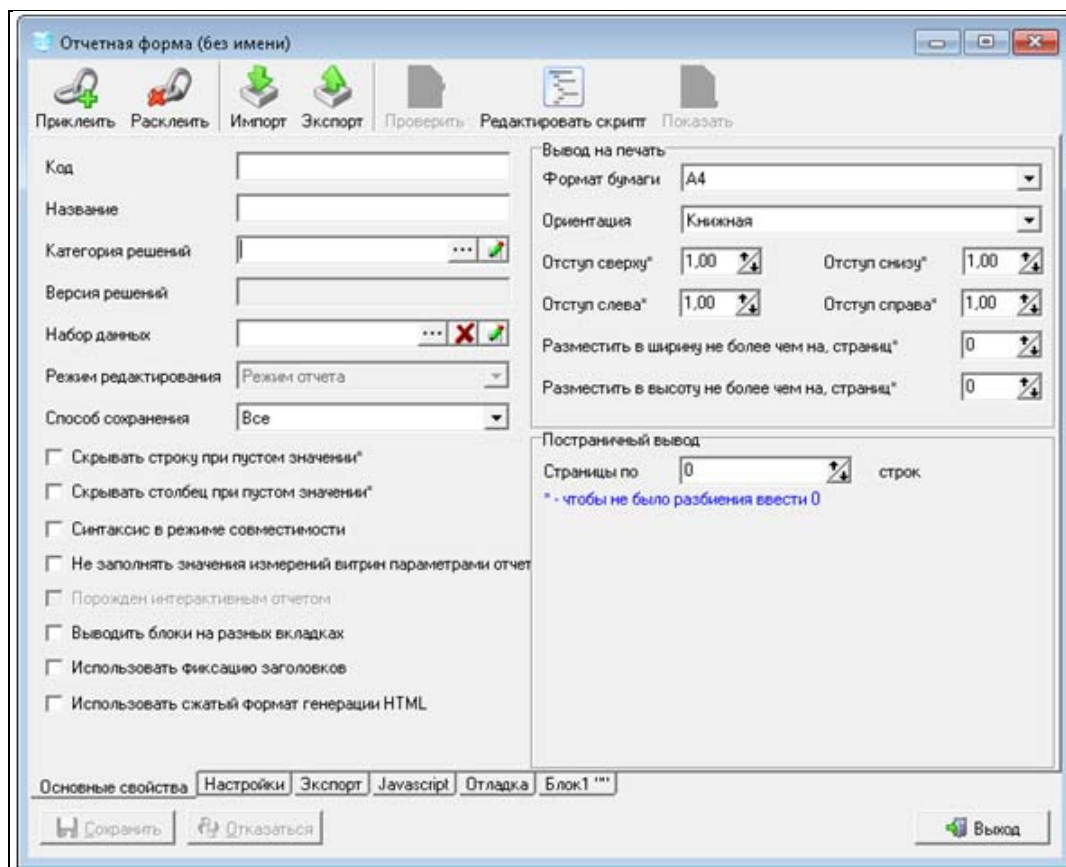 Отчетная форма (без имени)
Приклеить Расклеить Импорт Экспорт Проверить Редактировать скрипт Показать
Код
Название
Категория решений ...
Версия решений
Набор данных ...
Режим редактирования Режим отчета
Способ сохранения Все
Скрывать строку при пустом значении*
Скрывать столбец при пустом значении*
Синтаксис в режиме совместимости
Не заполнять значения измерений витрин параметрами отчет
Порожден интерактивным отчетом
Выводить блоки на разных вкладках
Использовать фиксацию заголовков
Использовать сжатый формат генерации HTML
Вывод на печать
Формат бумаги A4
Ориентация Книжная
Отступ сверху* 1,00 Отступ снизу* 1,00
Отступ слева* 1,00 Отступ справа* 1,00
Разместить в ширину не более чем на, страниц* 0
Разместить в высоту не более чем на, страниц* 0
Постраничный вывод
Страницы по 0 строк
* - чтобы не было разбиения ввести 0
Основные свойства Настройки Экспорт Javascript Отладка Блок1 ""
Сохранить Отказаться Выход